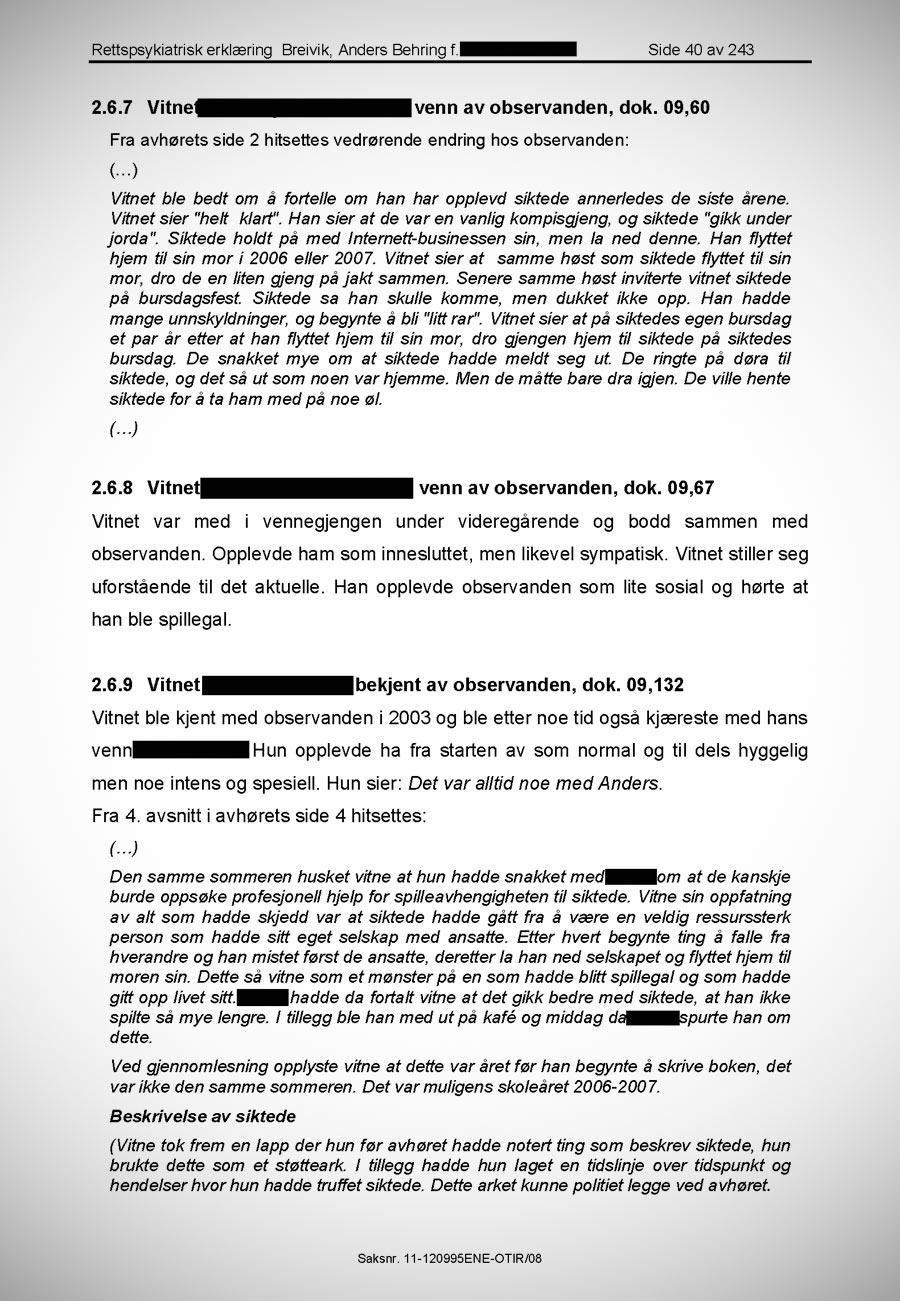 Rettspsykiatrisk erklæring Breivik, Anders Behring f. Side 40 av 243
2.6.7 Vitnet venn av observanden, dok. 09,60
Fra avhørets side 2 hitsettes vedrørende endring hos observanden:
(…)
Vitnet ble bedt om å fortelle om han har opplevd siktede annerledes de siste årene.
Vitnet sier "helt klart". Han sier at de var en vanlig kompisgjeng, og siktede "gikk under
jorda". Siktede holdt på med Internett-businessen sin, men la ned denne. Han flyttet
hjem til sin mor i 2006 eller 2007. Vitnet sier at samme høst som siktede flyttet til sin
mor, dro de en liten gjeng på jakt sammen. Senere samme høst inviterte vitnet siktede
på bursdagsfest. Siktede sa han skulle komme, men dukket ikke opp. Han hadde
mange unnskyldninger, og begynte å bli "litt rar". Vitnet sier at på siktedes egen bursdag
et par år etter at han flyttet hjem til sin mor, dro gjengen hjem til siktede på siktedes
bursdag. De snakket mye om at siktede hadde meldt seg ut. De ringte på døra til
siktede, og det så ut som noen var hjemme. Men de måtte bare dra igjen. De ville hente
siktede for å ta ham med på noe øl.
(…)
2.6.8 Vitnet venn av observanden, dok. 09,67
Vitnet var med i vennegjengen under videregårende og bodd sammen med
observanden. Opplevde ham som innesluttet, men likevel sympatisk. Vitnet stiller seg
uforstående til det aktuelle. Han opplevde observanden som lite sosial og hørte at
han ble spillegal.
2.6.9 Vitnet bekjent av observanden, dok. 09,132
Vitnet ble kjent med observanden i 2003 og ble etter noe tid også kjæreste med hans
venn Hun opplevde ha fra starten av som normal og til dels hyggelig
men noe intens og spesiell. Hun sier: Det var alltid noe med Anders.
Fra 4. avsnitt i avhørets side 4 hitsettes:
(…)
Den samme sommeren husket vitne at hun hadde snakket med om at de kanskje
burde oppsøke profesjonell hjelp for spilleavhengigheten til siktede. Vitne sin oppfatning
av alt som hadde skjedd var at siktede hadde gått fra å være en veldig ressurssterk
person som hadde sitt eget selskap med ansatte. Etter hvert begynte ting å falle fra
hverandre og han mistet først de ansatte, deretter la han ned selskapet og flyttet hjem til
moren sin. Dette så vitne som et mønster på en som hadde blitt spillegal og som hadde
gitt opp livet sitt. hadde da fortalt vitne at det gikk bedre med siktede, at han ikke
spilte så mye lengre. I tillegg ble han med ut på kafé og middag da spurte han om
dette.
Ved gjennomlesning opplyste vitne at dette var året før han begynte å skrive boken, det
var ikke den samme sommeren. Det var muligens skoleåret 2006-2007.
Beskrivelse av siktede
(Vitne tok frem en lapp der hun før avhøret hadde notert ting som beskrev siktede, hun
brukte dette som et støtteark. I tillegg hadde hun laget en tidslinje over tidspunkt og
hendelser hvor hun hadde truffet siktede. Dette arket kunne politiet legge ved avhøret.
Saksnr. 11-120995ENE-OTIR/08